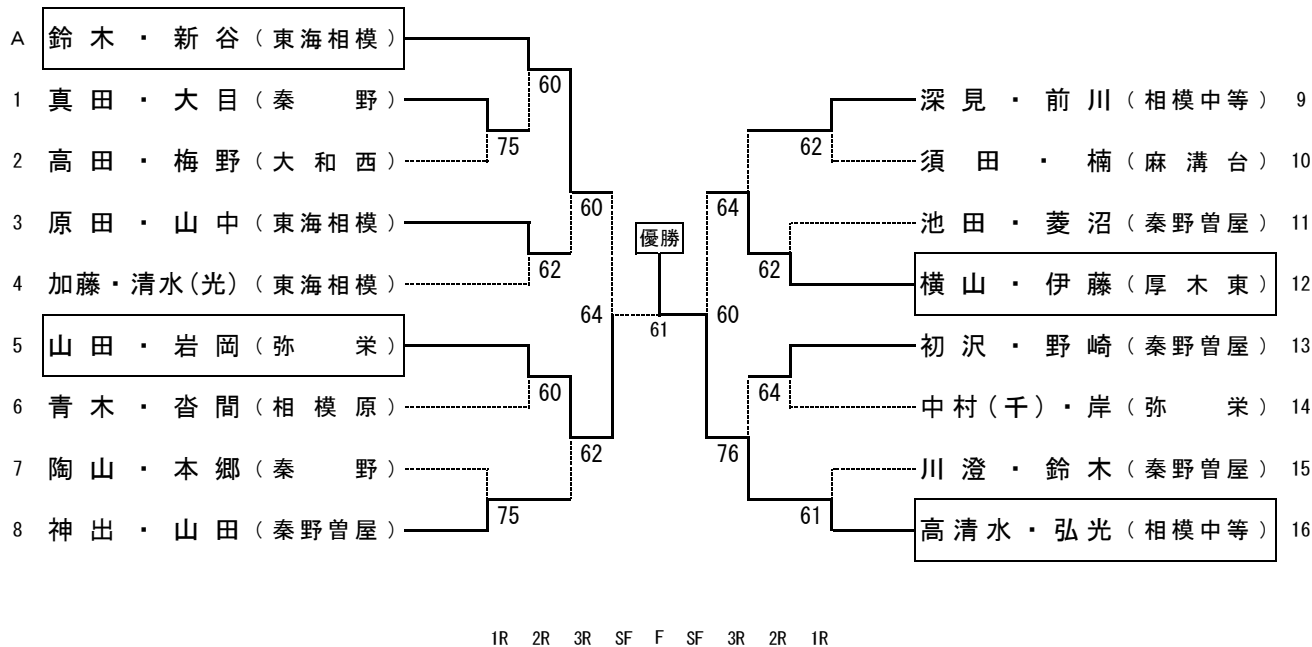 A 鈴木・新谷（東海相模）
1 真田・大目（秦野）
2 高田・梅野（大和西）
3 原田・山中（東海相模）
4 加藤・清水(光)（東海相模）
5 山田・岩岡（弥栄）
6 青木・沓間（相模原）
7 陶山・本郷（秦野）
8 神出・山田（秦野曽屋）
60
75
60
62
64
60
62
75
優勝
61
62
64
62
60
64
76
61
深見・前川（相模中等） 9
須田・楠（麻溝台） 10
池田・菱沼（秦野曽屋） 11
横山・伊藤（厚木東） 12
初沢・野崎（秦野曽屋） 13
中村(千)・岸（弥栄） 14
川澄・鈴木（秦野曽屋） 15
高清水・弘光（相模中等） 16
1R 2R 3R SF F SF 3R 2R 1R